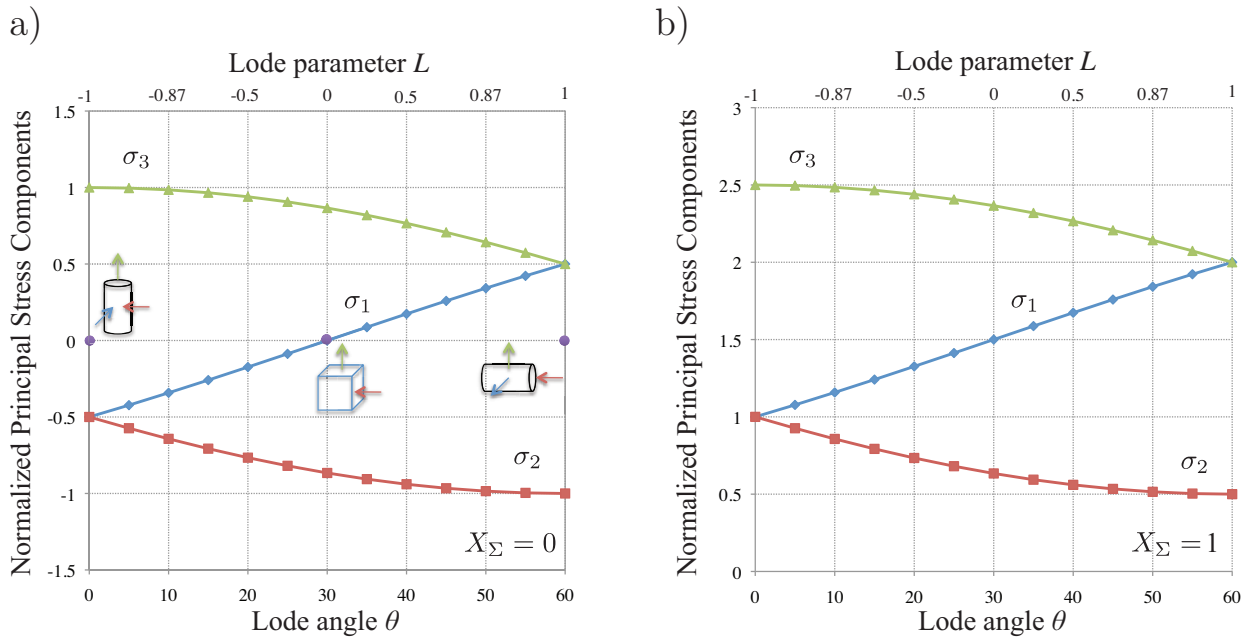 a)
Lode parameter L
-1 -0.87 -0.5 0 0.5 0.87 1
Normalized Principal Stress Components
1.5
1
0.5
0
-0.5
-1
-1.5
σ3
σ1
σ2
XΣ = 0
0 10 20 30 40 50 60
Lode angle θ
b)
Lode parameter L
-1 -0.87 -0.5 0 0.5 0.87 1
Normalized Principal Stress Components
3
2.5
2
1.5
1
0.5
0
σ3
σ1
σ2
XΣ = 1
0 10 20 30 40 50 60
Lode angle θ